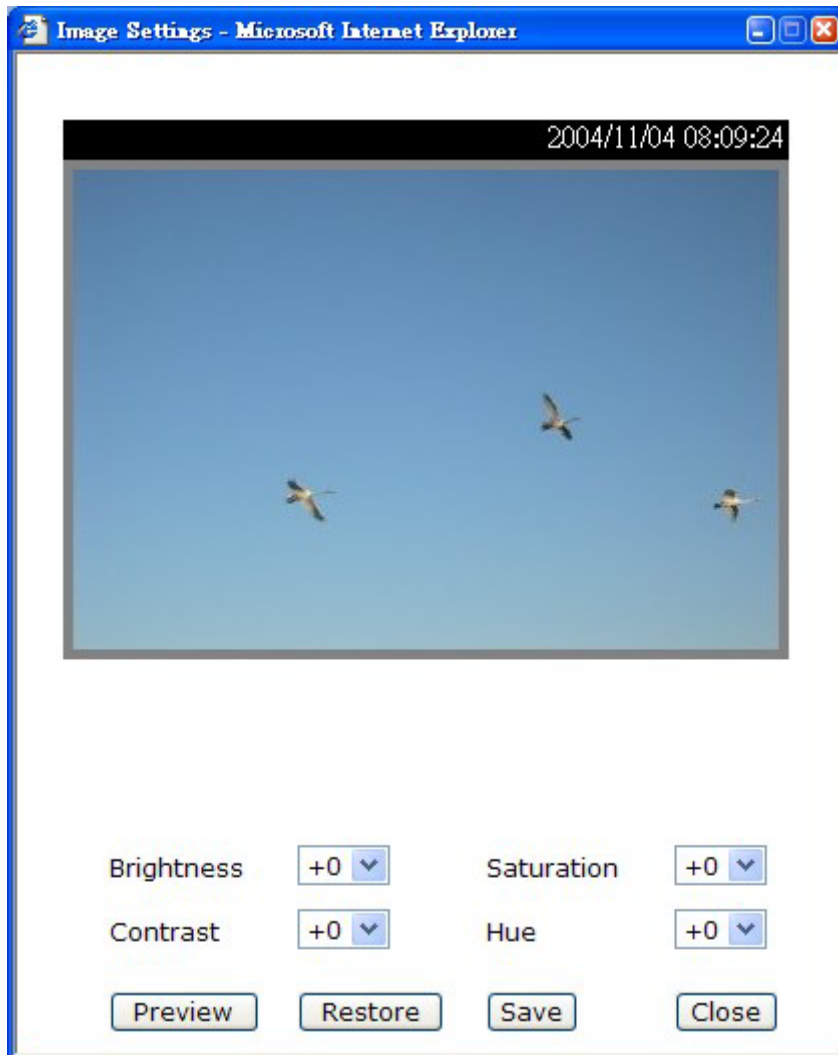 Image Settings - Microsoft Internet Explorer
2004/11/04 08:09:24
Brightness +0 Saturation +0
Contrast +0 Hue +0
Preview Restore Save Close